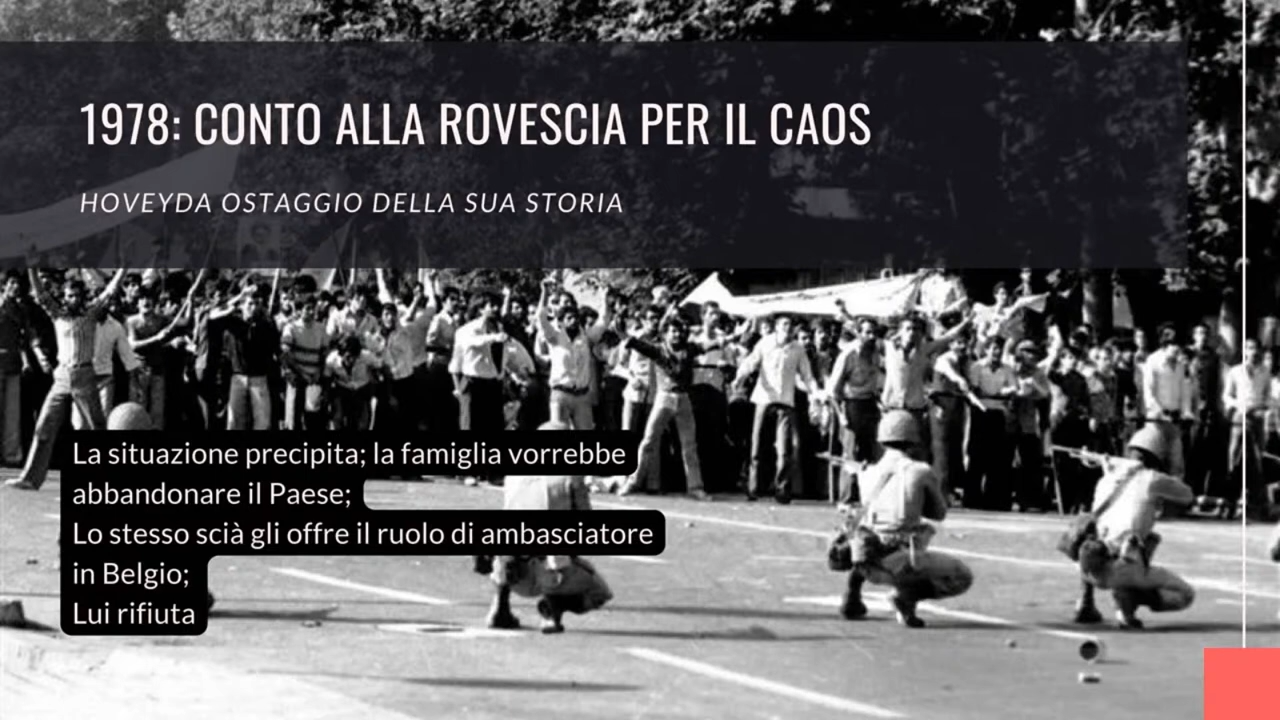 1978: CONTO ALLA ROVESCIA PER IL CAOS
HOVEYDA OSTAGGIO DELLA SUA STORIA
La situazione precipita; la famiglia vorrebbe
abbandonare il Paese;
Lo stesso scià gli offre il ruolo di ambasciatore
in Belgio;
Lui rifiuta